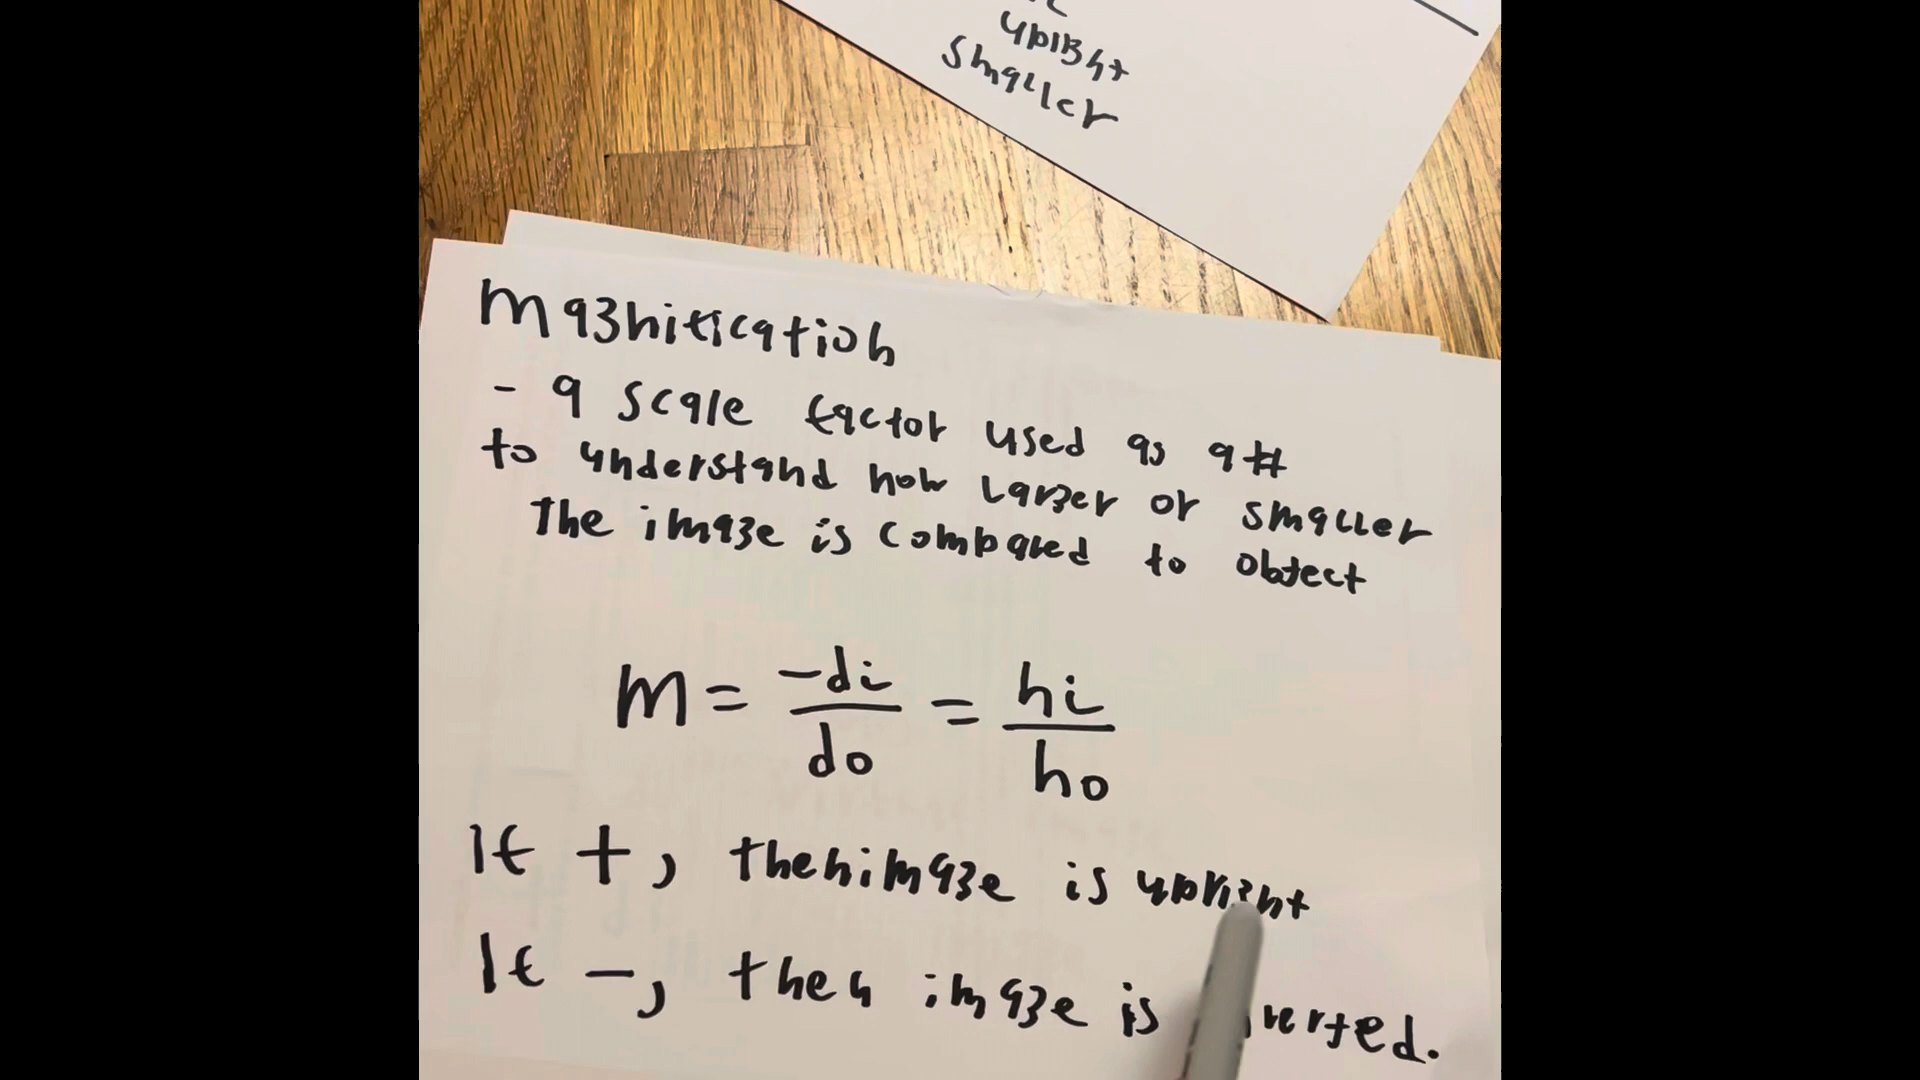 upright
smaller
Magnification
- a scale factor used as a #
to understand how larger or smaller
the image is compared to object
m = -di/do = hi/ho
If +, then image is upright
If -, then image is